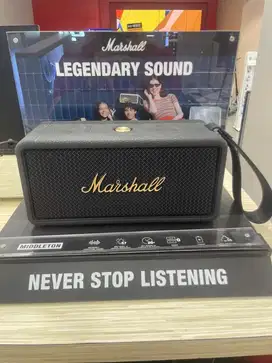 Marshall
LEGENDARY SOUND
Marshall
MIDDLETON
NEVER STOP LISTENING